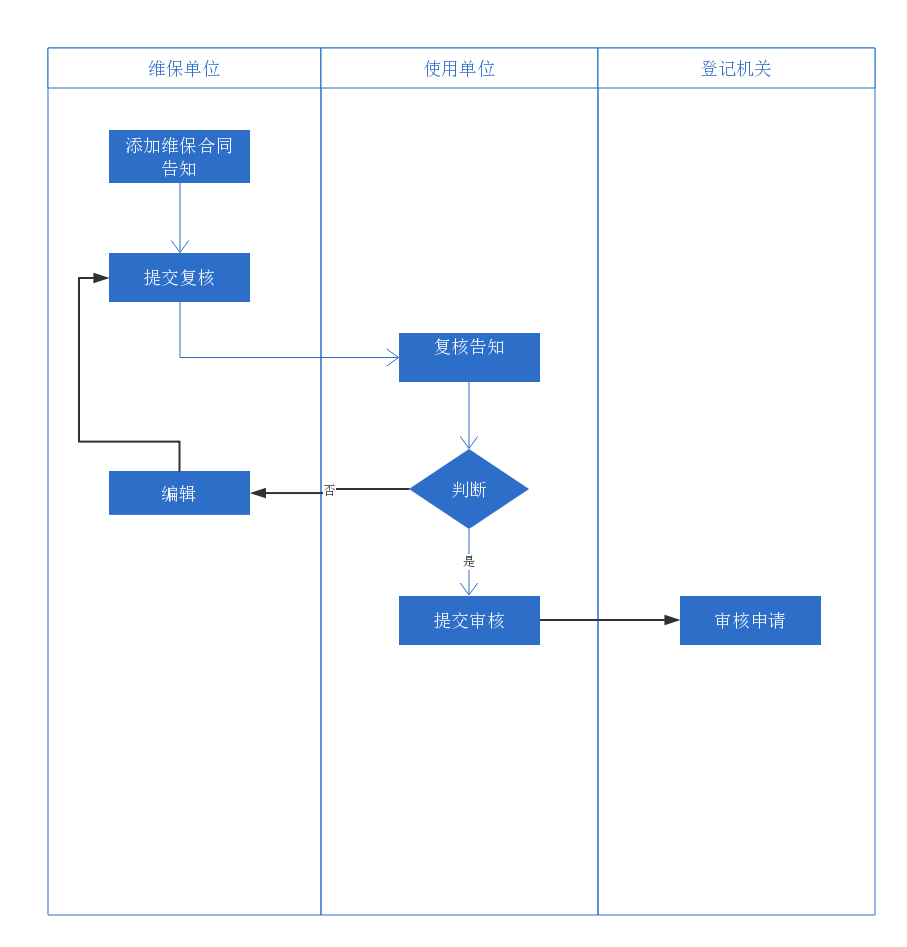 维保单位
使用单位
登记机关
添加维保合同
告知
提交复核
复核告知
编辑
否
判断
是
提交审核
审核申请